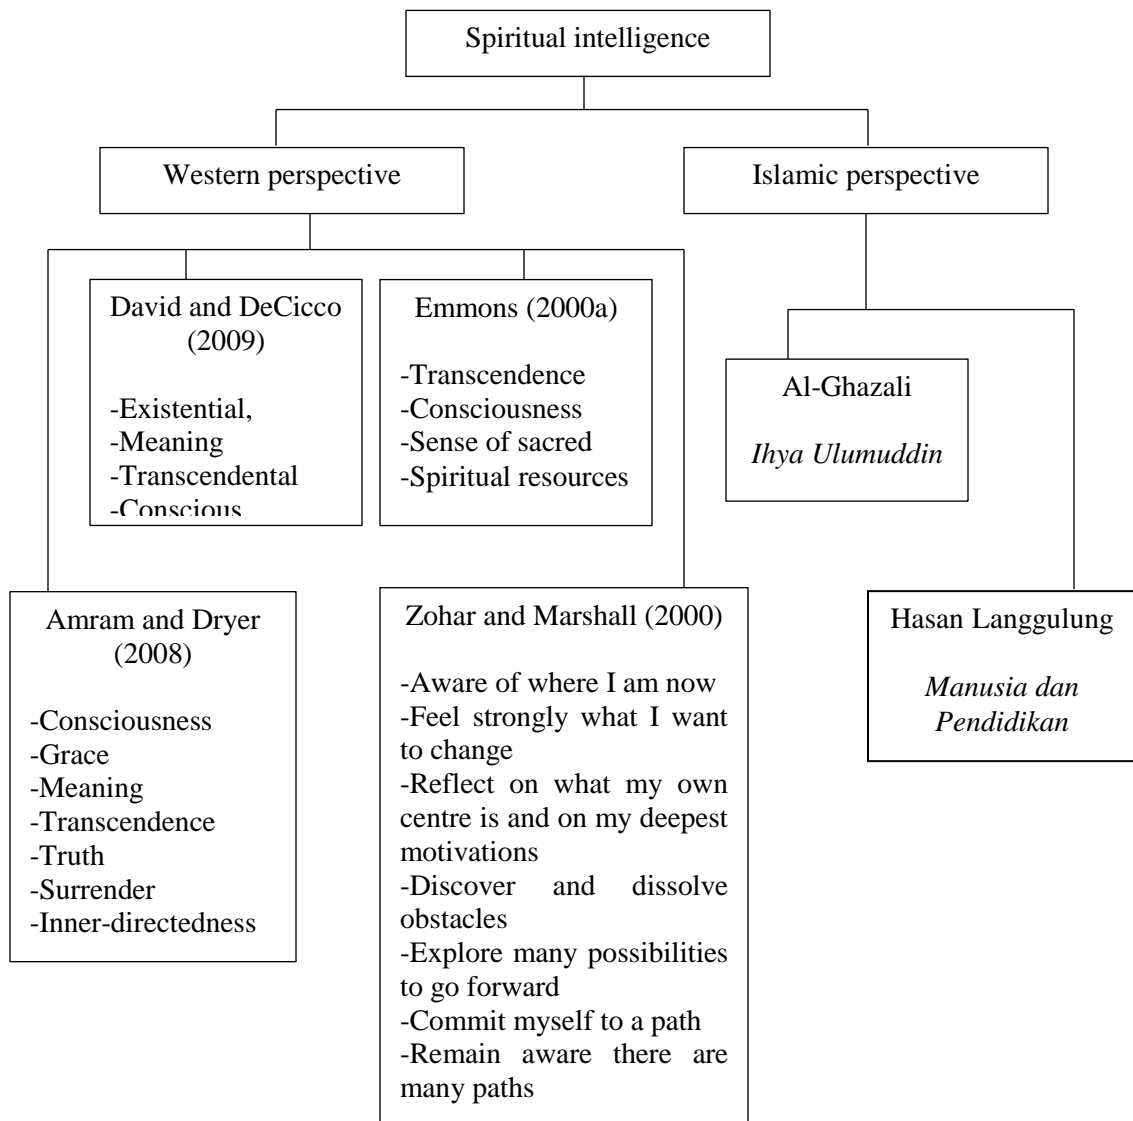 Spiritual intelligence
Western perspective
Islamic perspective
David and DeCicco
(2009)
-Existential,
-Meaning
-Transcendental
-Conscious
Emmons (2000a)
-Transcendence
-Consciousness
-Sense of sacred
-Spiritual resources
Al-Ghazali
Ihya Ulumuddin
Amram and Dryer
(2008)
-Consciousness
-Grace
-Meaning
-Transcendence
-Truth
-Surrender
-Inner-directedness
Zohar and Marshall (2000)
-Aware of where I am now
-Feel strongly what I want
to change
-Reflect on what my own
centre is and on my deepest
motivations
-Discover and dissolve
obstacles
-Explore many possibilities
to go forward
-Commit myself to a path
-Remain aware there are
many paths
Hasan Langgulung
Manusia dan
Pendidikan